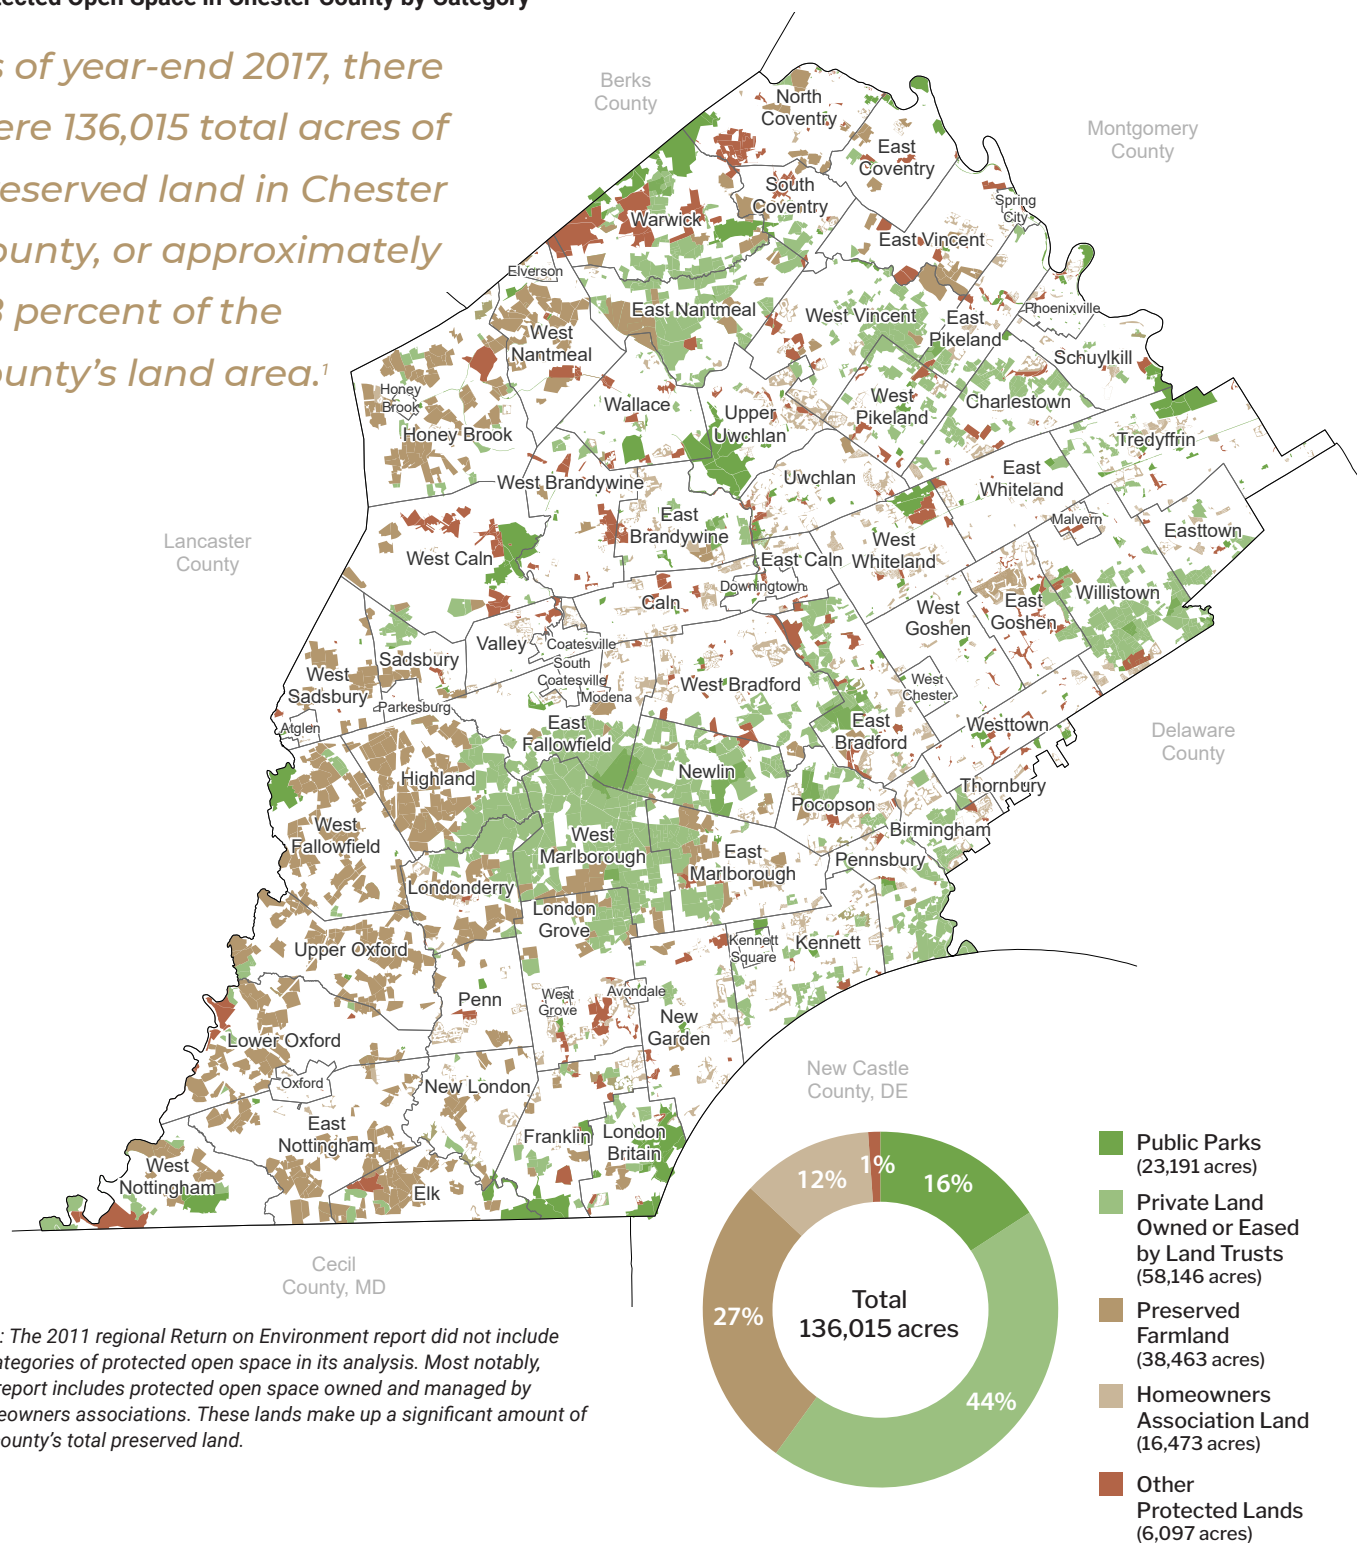 tected Open Space in Chester County by Category
s of year-end 2017, there
ere 136,015 total acres of
eserved land in Chester
ounty, or approximately
percent of the
ounty's land area.1
Berks
County
Montgomery
County
North
Coventry
East
Coventry
South
Coventry
Spring
City
Warwick
East Vincent
Elverson
East Nantmeal
West Vincent
Phoenixville
East
Pikeland
West
Nantmeal
Schuylkill
Honey
Brook
Wallace
West
Pikeland
Charlestown
Upper
Uwchlan
Honey Brook
Tredyffrin
West Brandywine
Uwchlan
East
Whiteland
East
Brandywine
Malvern
Easttown
Lancaster
County
West Caln
East Caln
West
Whiteland
Downingtown
Willistown
Caln
West
Goshen
East
Goshen
Valley
Coatesville
Sadsbury
South
Coatesville
West
Sadsbury
West Bradford
West
Chester
Modena
Parkesburg
Atglen
East
Fallowfield
East
Bradford
Westtown
Delaware
County
Highland
Newlin
Thornbury
Pocopson
West
Fallowfield
West
Marlborough
Birmingham
East
Marlborough
Pennsbury
Londonderry
London
Grove
Upper Oxford
Kennett
Square
Kennett
Penn
West
Grove
Avondale
New
Garden
Lower Oxford
New Castle
County, DE
Oxford
New London
East
Nottingham
Franklin
London
Britain
West
Nottingham
Elk
Cecil
County, MD
12%
1%
16%
27%
44%
Total
136,015 acres
Public Parks
(23,191 acres)
Private Land
Owned or Eased
by Land Trusts
(58,146 acres)
Preserved
Farmland
(38,463 acres)
Homeowners
Association Land
(16,473 acres)
Other
Protected Lands
(6,097 acres)
: The 2011 regional Return on Environment report did not include
ategories of protected open space in its analysis. Most notably,
report includes protected open space owned and managed by
eowners associations. These lands make up a significant amount of
ounty's total preserved land.